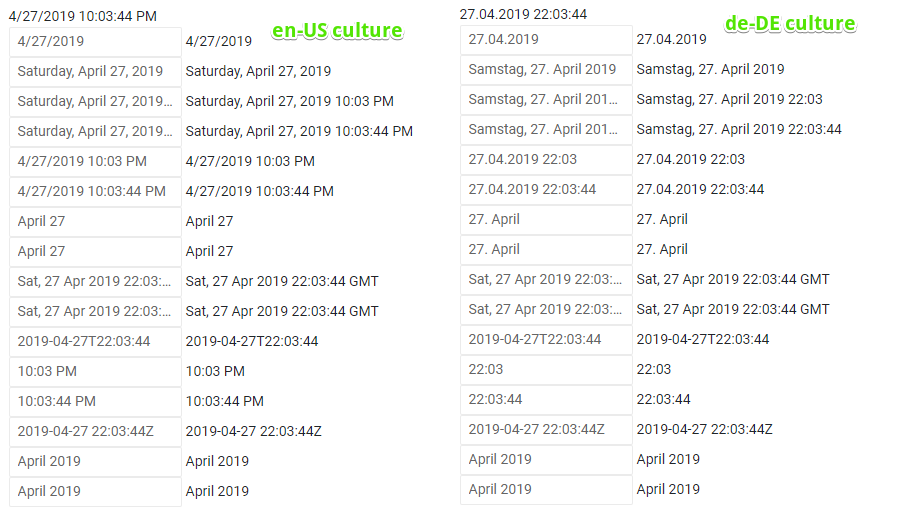 4/27/2019 10:03:44 PM
en-US culture
4/27/2019 4/27/2019
Saturday, April 27, 2019 Saturday, April 27, 2019
Saturday, April 27, 2019... Saturday, April 27, 2019 10:03 PM
Saturday, April 27, 2019... Saturday, April 27, 2019 10:03:44 PM
4/27/2019 10:03 PM 4/27/2019 10:03 PM
4/27/2019 10:03:44 PM 4/27/2019 10:03:44 PM
April 27 April 27
April 27 April 27
Sat, 27 Apr 2019 22:03:... Sat, 27 Apr 2019 22:03:44 GMT
Sat, 27 Apr 2019 22:03:... Sat, 27 Apr 2019 22:03:44 GMT
2019-04-27T22:03:44 2019-04-27T22:03:44
10:03 PM 10:03 PM
10:03:44 PM 10:03:44 PM
2019-04-27 22:03:44Z 2019-04-27 22:03:44Z
April 2019 April 2019
April 2019 April 2019
27.04.2019 22:03:44
de-DE culture
27.04.2019 27.04.2019
Samstag, 27. April 2019 Samstag, 27. April 2019
Samstag, 27. April 201... Samstag, 27. April 2019 22:03
Samstag, 27. April 201... Samstag, 27. April 2019 22:03:44
27.04.2019 22:03 27.04.2019 22:03
27.04.2019 22:03:44 27.04.2019 22:03:44
27. April 27. April
27. April 27. April
Sat, 27 Apr 2019 22:03:... Sat, 27 Apr 2019 22:03:44 GMT
Sat, 27 Apr 2019 22:03:... Sat, 27 Apr 2019 22:03:44 GMT
2019-04-27T22:03:44 2019-04-27T22:03:44
22:03 22:03
22:03:44 22:03:44
2019-04-27 22:03:44Z 2019-04-27 22:03:44Z
April 2019 April 2019
April 2019 April 2019